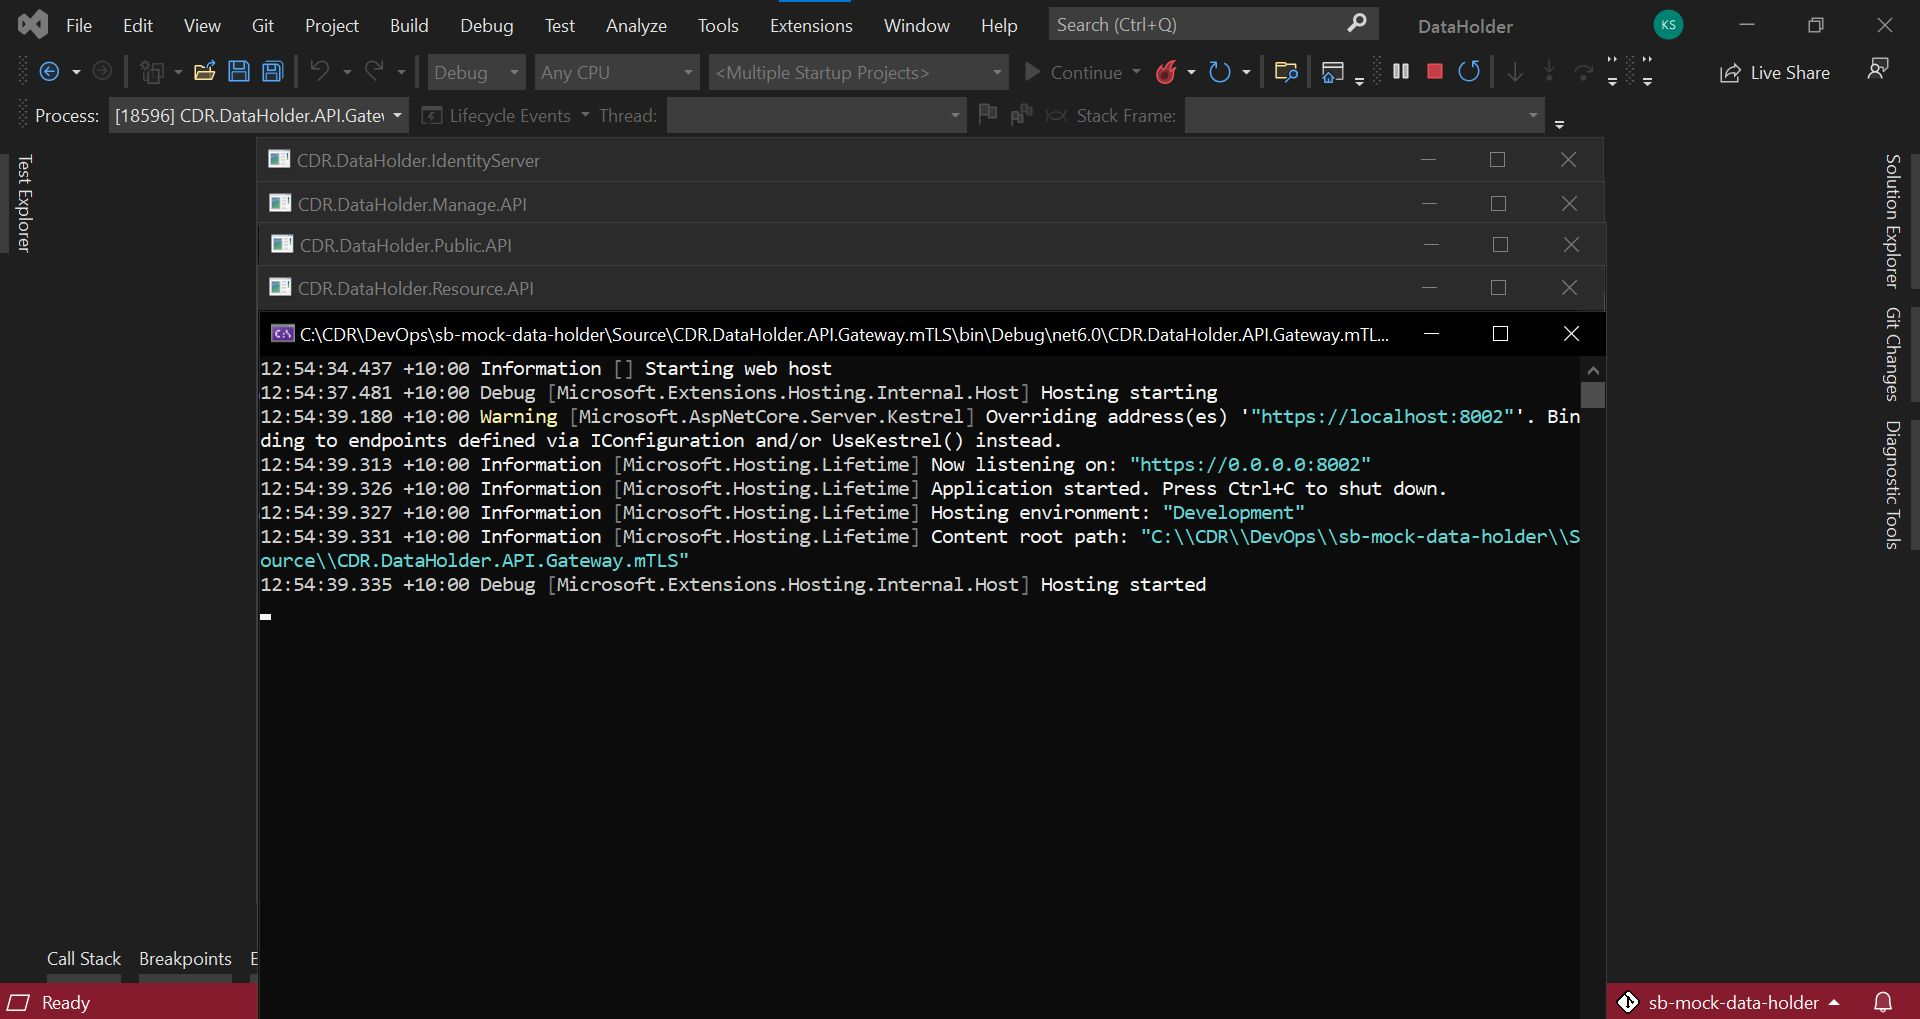 File Edit View Git Project Build Debug Test Analyze Tools Extensions Window Help Search (Ctrl+Q) DataHolder KS
Debug Any CPU <Multiple Startup Projects> Continue Live Share
Process: [18596] CDR.DataHolder.API.Gatew Lifecycle Events Thread: Stack Frame:
Test Explorer
CDR.DataHolder.IdentityServer
CDR.DataHolder.Manage.API
CDR.DataHolder.Public.API
CDR.DataHolder.Resource.API
C:\CDR\DevOps\sb-mock-data-holder\Source\CDR.DataHolder.API.Gateway.mTLS\bin\Debug\net6.0\CDR.DataHolder.API.Gateway.mTL...
12:54:34.437 +10:00 Information [] Starting web host
12:54:37.481 +10:00 Debug [Microsoft.Extensions.Hosting.Internal.Host] Hosting starting
12:54:39.180 +10:00 Warning [Microsoft.AspNetCore.Server.Kestrel] Overriding address(es) '"https://localhost:8002"'. Bin
ding to endpoints defined via IConfiguration and/or UseKestrel() instead.
12:54:39.313 +10:00 Information [Microsoft.Hosting.Lifetime] Now listening on: "https://0.0.0.0:8002"
12:54:39.326 +10:00 Information [Microsoft.Hosting.Lifetime] Application started. Press Ctrl+C to shut down.
12:54:39.327 +10:00 Information [Microsoft.Hosting.Lifetime] Hosting environment: "Development"
12:54:39.331 +10:00 Information [Microsoft.Hosting.Lifetime] Content root path: "C:\\CDR\\DevOps\\sb-mock-data-holder\\S
ource\\CDR.DataHolder.API.Gateway.mTLS"
12:54:39.335 +10:00 Debug [Microsoft.Extensions.Hosting.Internal.Host] Hosting started
Solution Explorer
Git Changes
Diagnostic Tools
Call Stack Breakpoints E
Ready sb-mock-data-holder